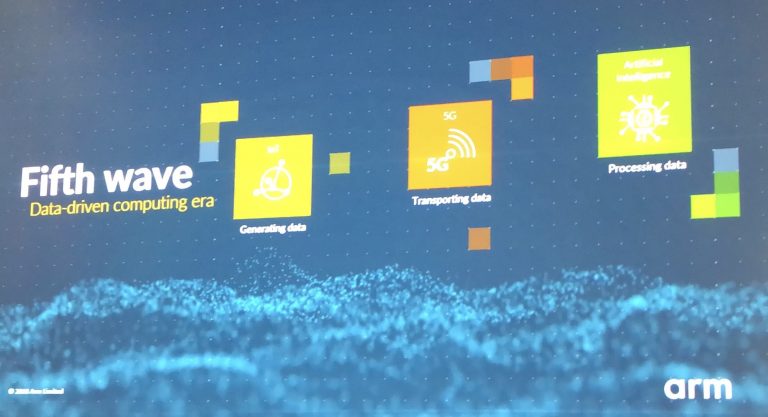 Fifth wave
Data-driven computing era
IoT
Generating data
5G
5G
Transporting data
Artificial
Intelligence
Processing data
© 2018 Arm Limited
arm